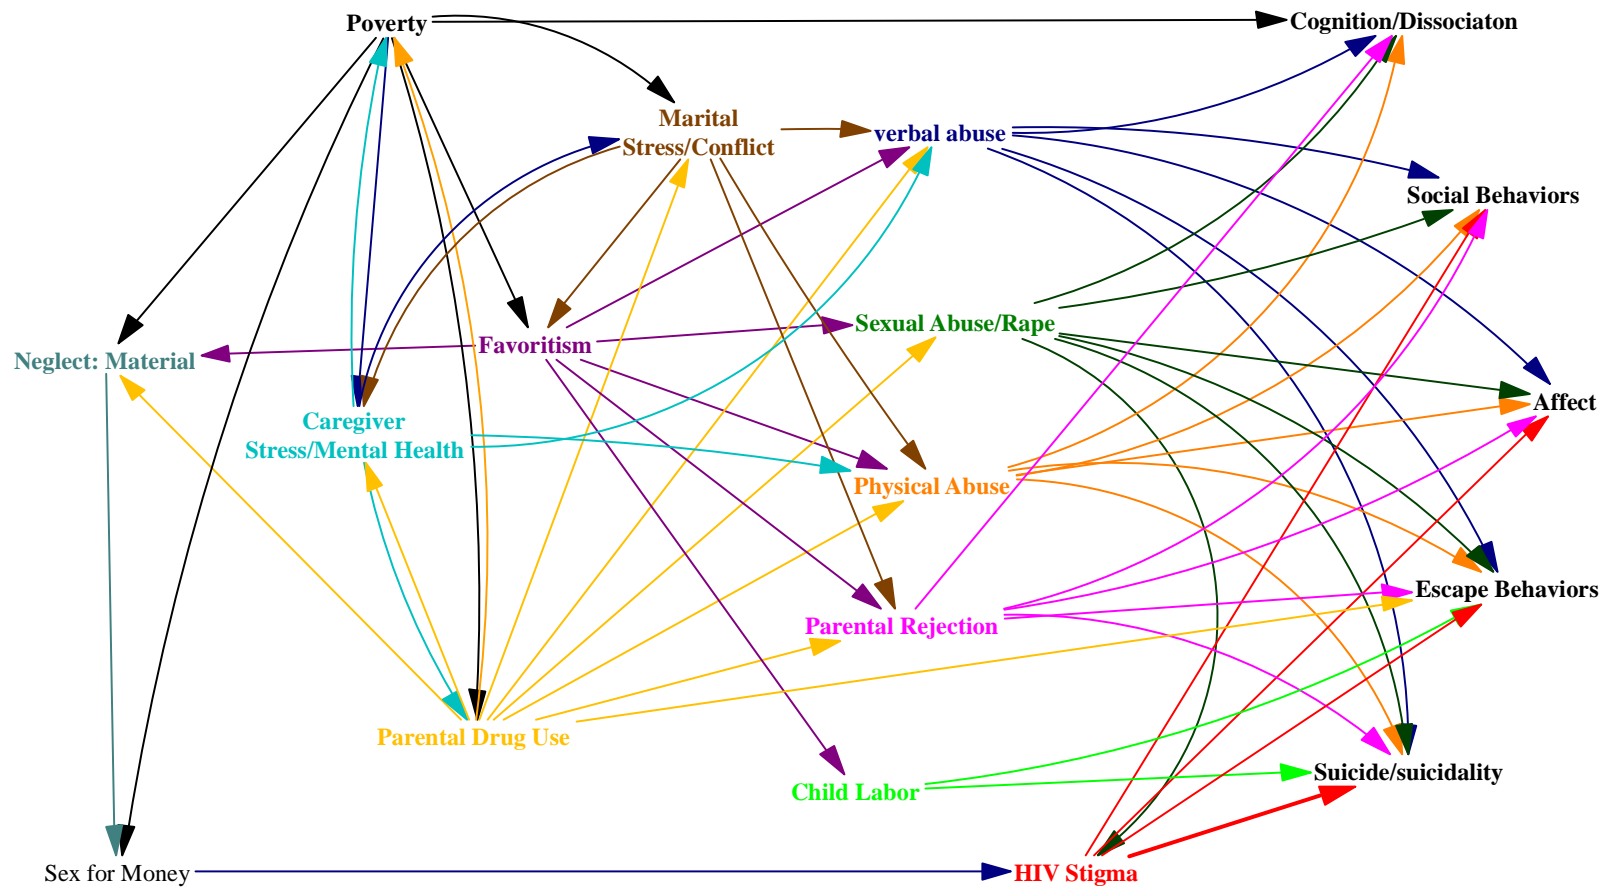 Poverty
Cognition/Dissociaton
Marital
Stress/Conflict
verbal abuse
Social Behaviors
Sexual Abuse/Rape
Favoritism
Neglect: Material
Affect
Caregiver
Stress/Mental Health
Physical Abuse
Escape Behaviors
Parental Rejection
Parental Drug Use
Suicide/suicidality
Child Labor
Sex for Money
HIV Stigma